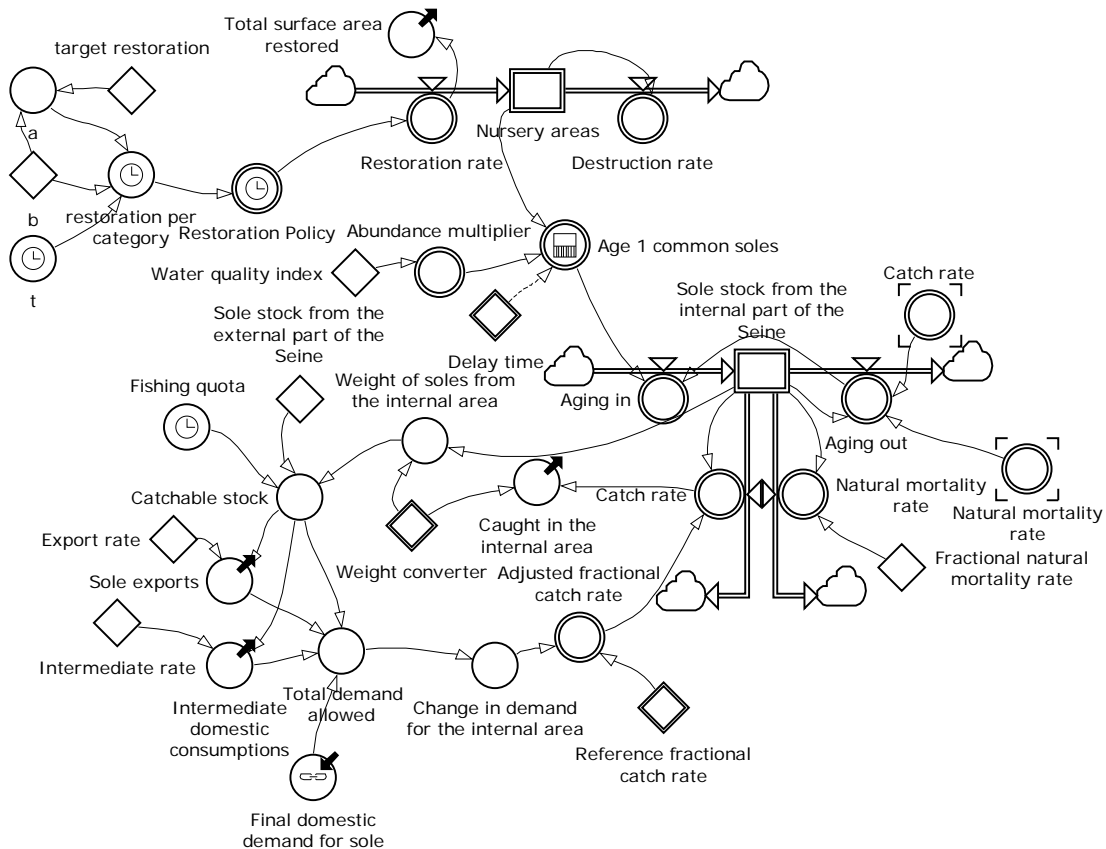 Total surface area
restored
target restoration
a
Nursery areas
Restoration rate
Destruction rate
b
restoration per
category
Restoration Policy
Abundance multiplier
Age 1 common soles
t
Water quality index
Catch rate
Sole stock from the
internal part of the
Seine
Sole stock from the
external part of the
Seine
Delay time
Fishing quota
Weight of soles from
the internal area
Aging in
Aging out
Catchable stock
Catch rate
Natural mortality
rate
Natural mortality
rate
Caught in the
internal area
Export rate
Weight converter
Adjusted fractional
catch rate
Fractional natural
mortality rate
Sole exports
Intermediate rate
Total demand
allowed
Intermediate
domestic
consumptions
Change in demand
for the internal area
Reference fractional
catch rate
Final domestic
demand for sole